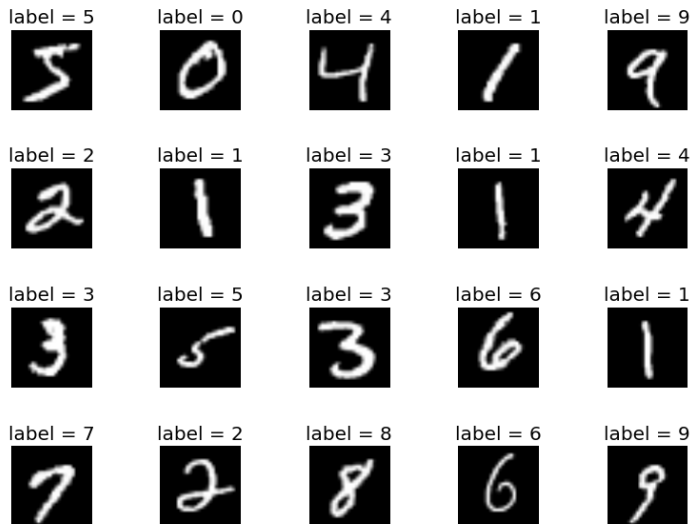 label = 5 label = 0 label = 4 label = 1 label = 9
5 0 4 1 9
label = 2 label = 1 label = 3 label = 1 label = 4
2 1 3 1 4
label = 3 label = 5 label = 3 label = 6 label = 1
3 5 3 6 1
label = 7 label = 2 label = 8 label = 6 label = 9
7 2 8 6 9